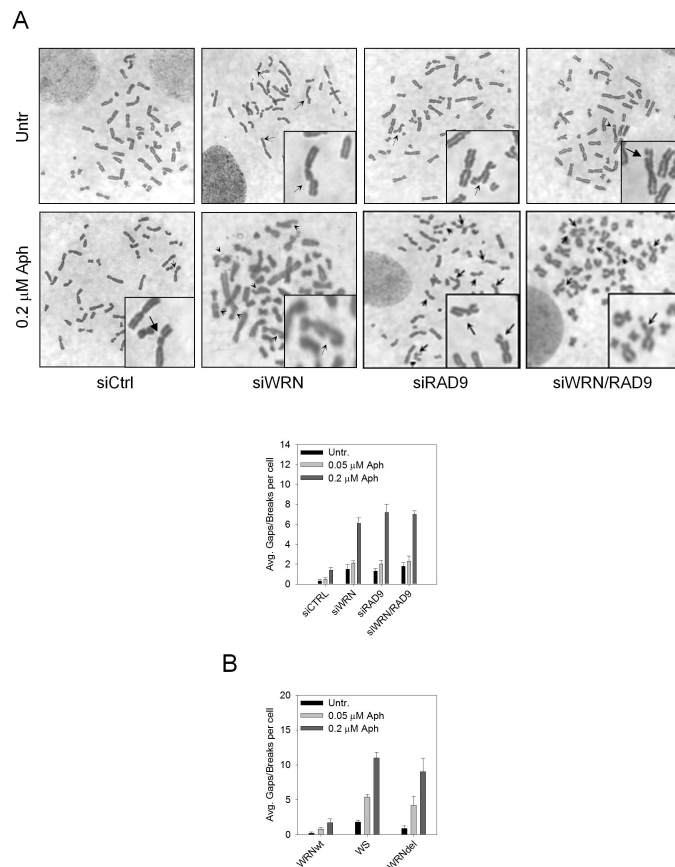 A
Untr
0.2 μM Aph
siCtrl siWRN siRAD9 siWRN/RAD9
Avg. Gaps/Breaks per cell
14
12
10
8
6
4
2
0
Untr.
0.05 μM Aph
0.2 μM Aph
siCTRL
siWRN
siRAD9
siWRN/RAD9
B
Avg. Gaps/Breaks per cell
20
15
10
5
0
Untr.
0.05 μM Aph
0.2 μM Aph
WRNwt
WS
WRNdel